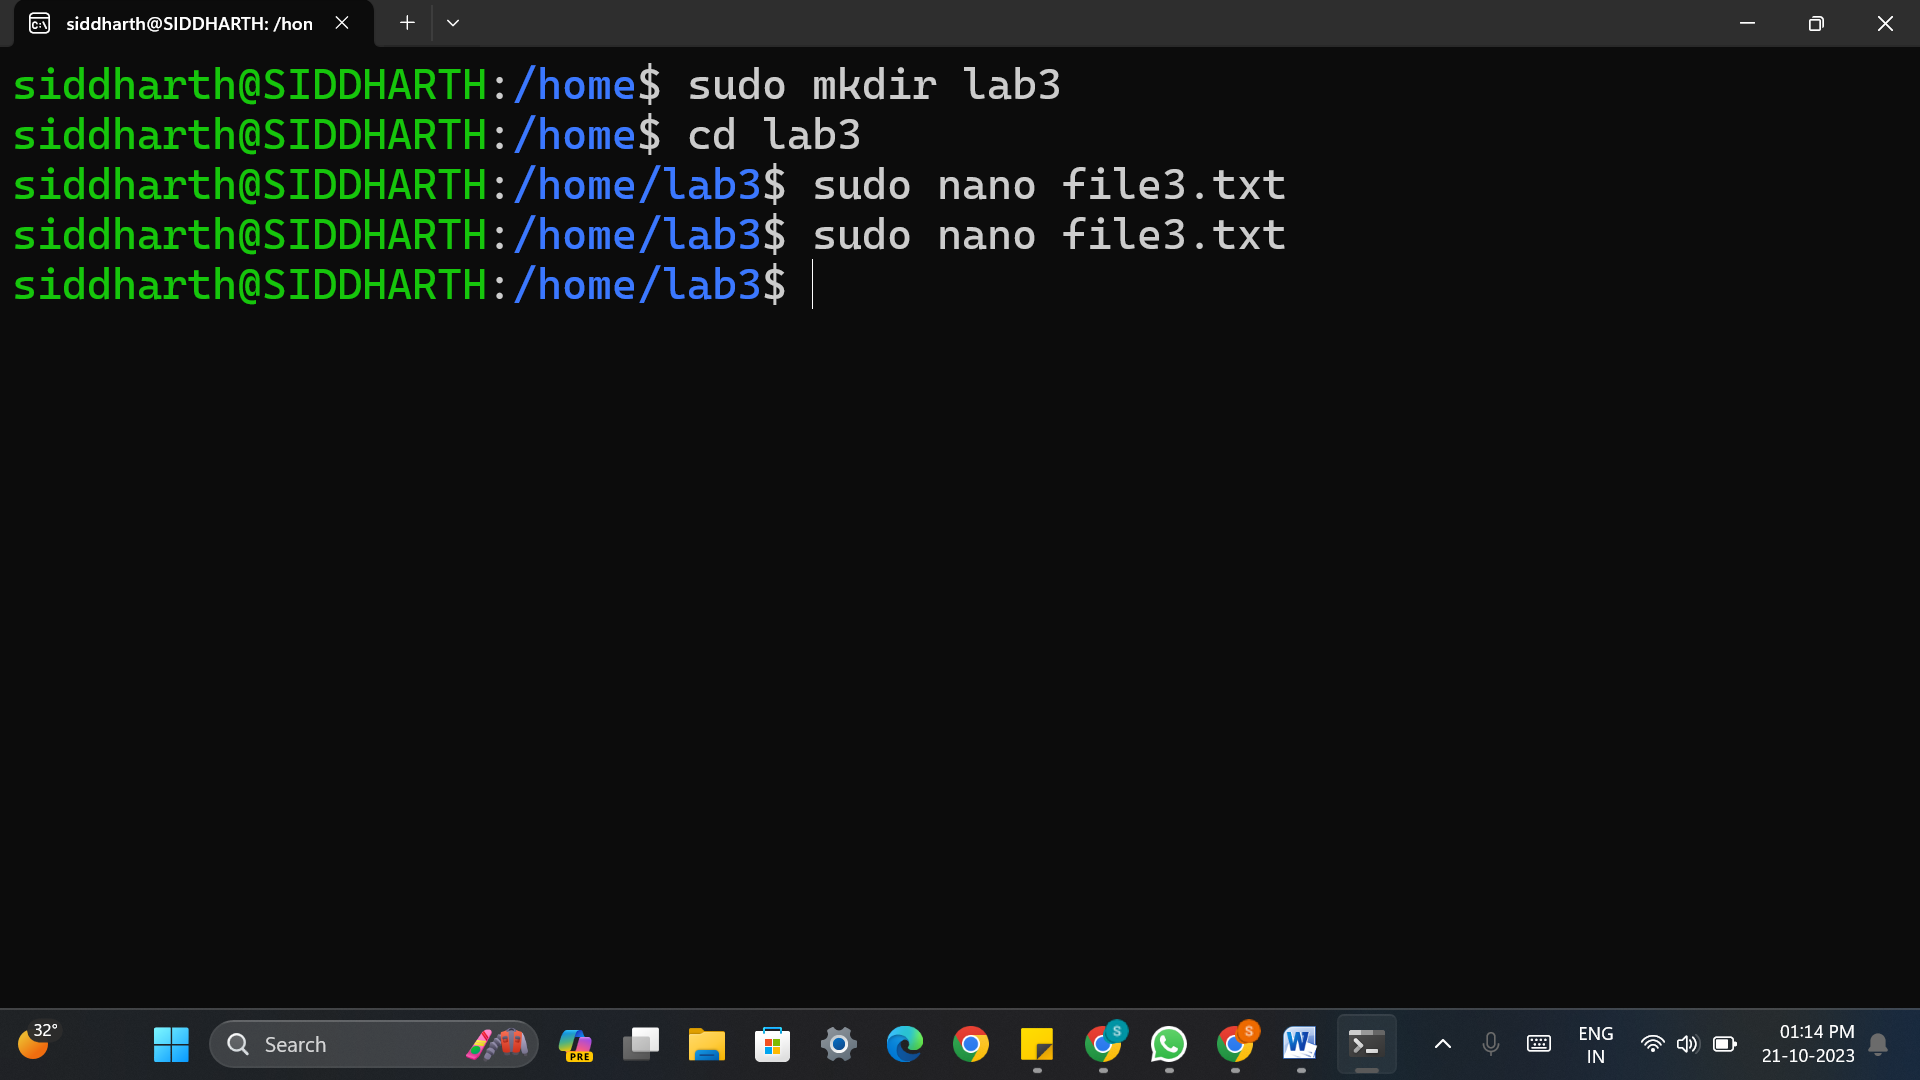 siddharth@SIDDHARTH: /hon
siddharth@SIDDHARTH:/home$ sudo mkdir lab3
siddharth@SIDDHARTH:/home$ cd lab3
siddharth@SIDDHARTH:/home/lab3$ sudo nano file3.txt
siddharth@SIDDHARTH:/home/lab3$ sudo nano file3.txt
siddharth@SIDDHARTH:/home/lab3$
32°
Search
PRE
S
S
W
ENG
IN
01:14 PM
21-10-2023